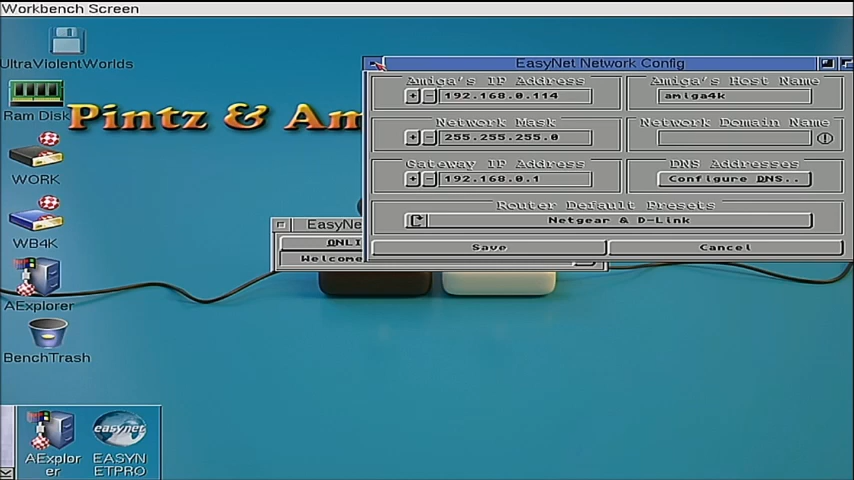 Workbench Screen
UltraViolentWorlds
Ram Disk
Pintz & Am
WORK
WB4K
AExplorer
BenchTrash
EasyNet Network Config
Amiga's IP Address
192.168.0.114
Amiga's Host Name
amiga4k
Network Mask
255.255.255.0
Network Domain Name
Gateway IP Address
192.168.0.1
DNS Addresses
Configure DNS..
Router Default Presets
Netgear & D-Link
Save
Cancel
EasyNe
ONLI
Welcome
easynet
AExplor
er
EASYN
ETPRO